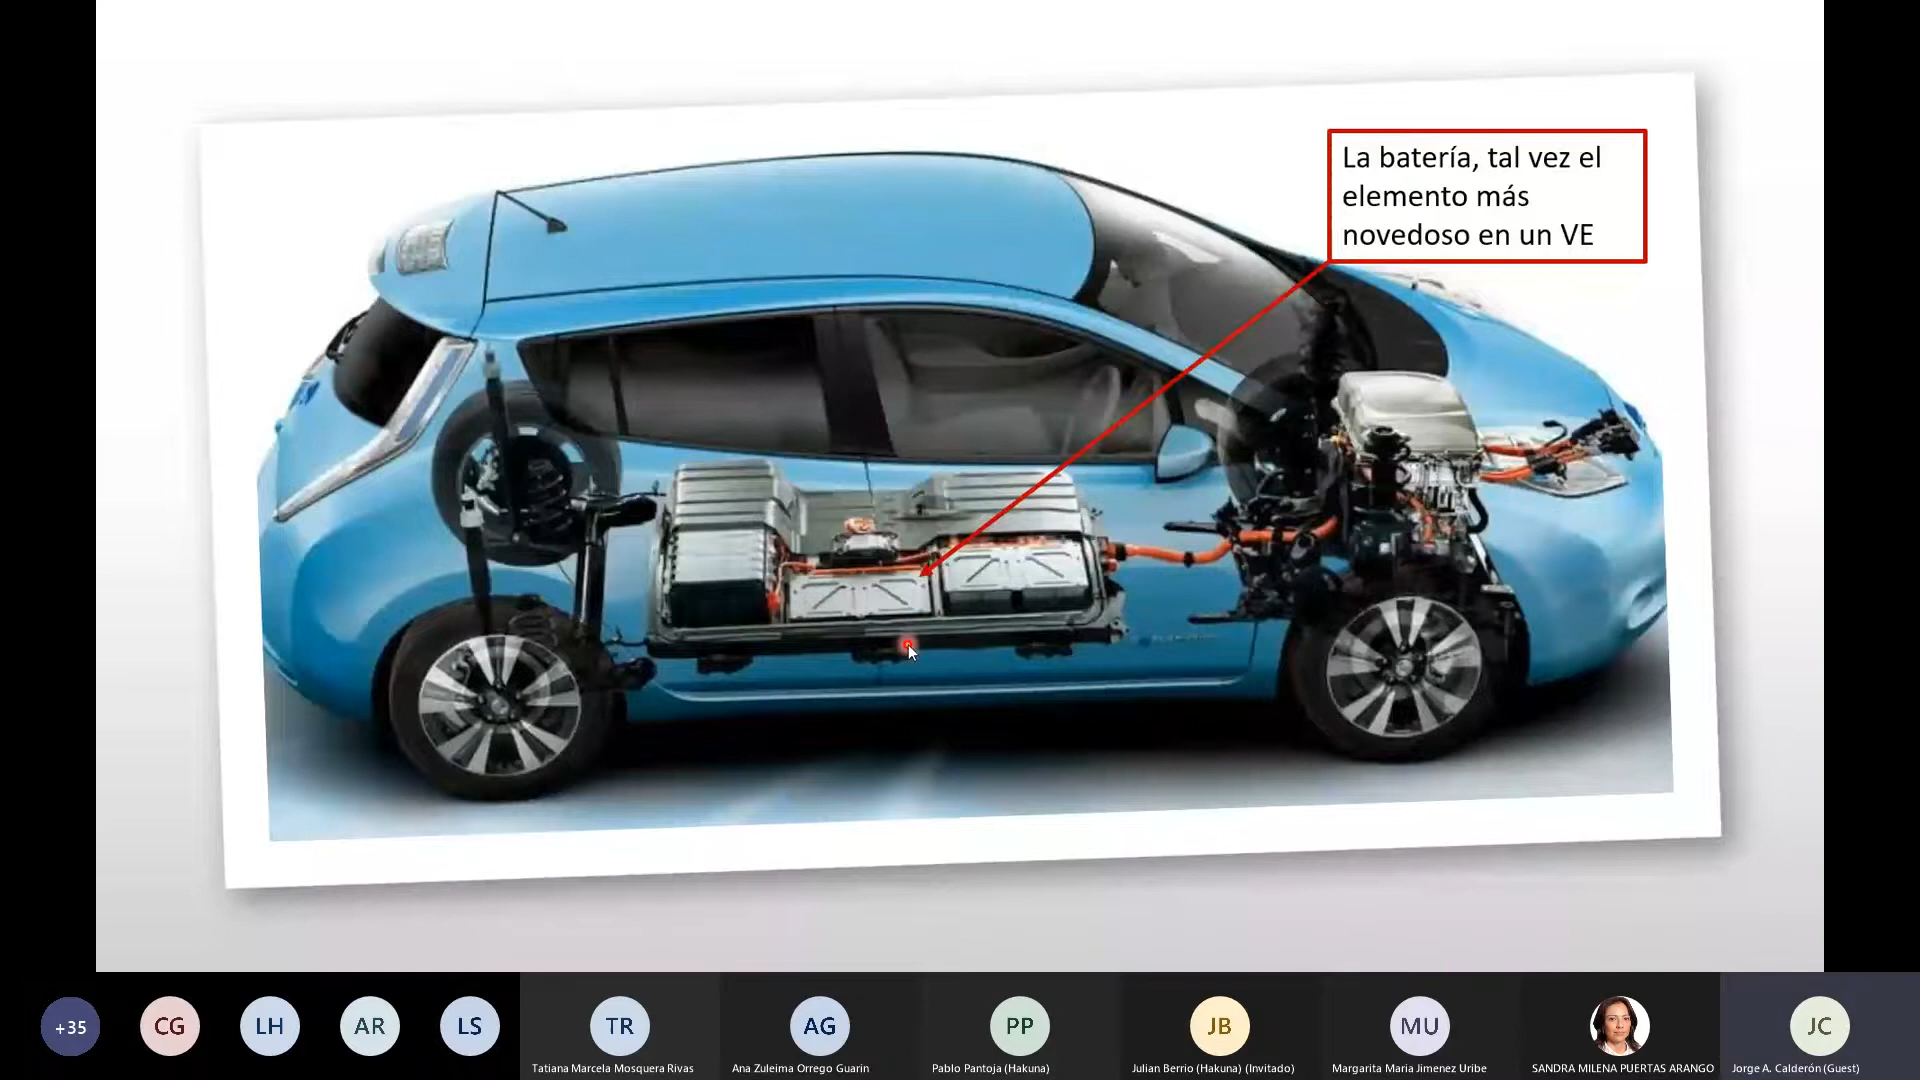 La batería, tal vez el
elemento más
novedoso en un VE
+35
CG
LH
AR
LS
TR
AG
PP
JB
MU
JC
Tatiana Marcela Mosquera Rivas
Ana Zuleima Orrego Guarin
Pablo Pantoja (Hakuna)
Julian Berrio (Hakuna) (Invitado)
Margarita Maria Jimenez Uribe
SANDRA MILENA PUERTAS ARANGO
Jorge A. Calderón (Guest)